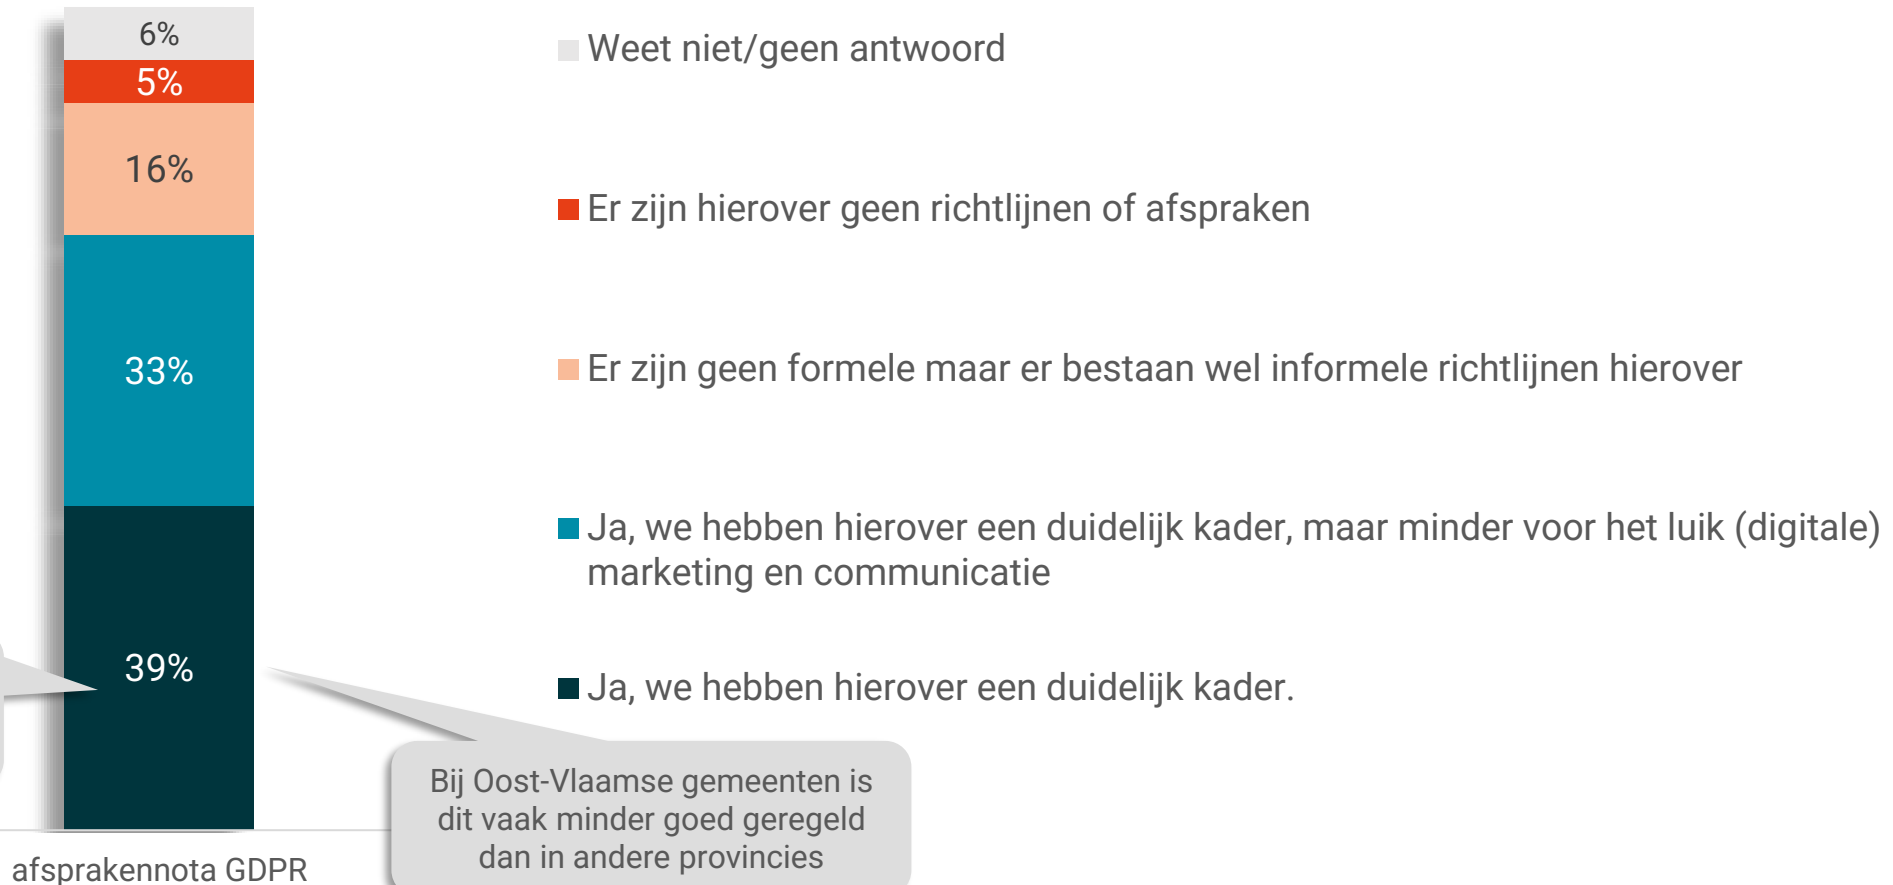 6%
5%
16%
33%
39%
Weet niet/geen antwoord
Er zijn hierover geen richtlijnen of afspraken
Er zijn geen formele maar er bestaan wel informele richtlijnen hierover
Ja, we hebben hierover een duidelijk kader, maar minder voor het luik (digitale)
marketing en communicatie
Ja, we hebben hierover een duidelijk kader.
Bij Oost-Vlaamse gemeenten is
dit vaak minder goed geregeld
dan in andere provincies
afsprakennota GDPR